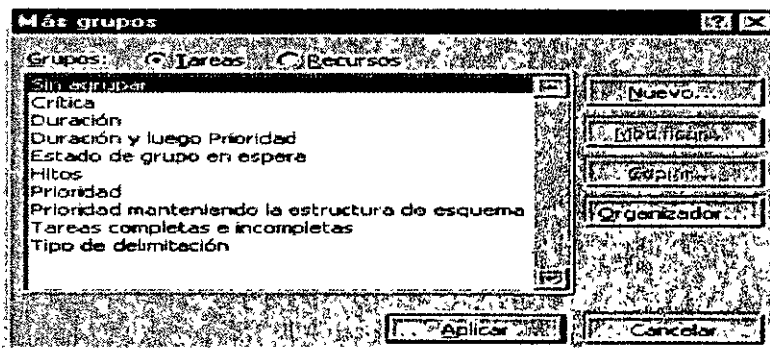 Más grupos
Grupos: Tareas Recursos
Sin agrupar
Crítica
Duración
Duración y luego Prioridad
Estado de grupo en espera
Hitos
Prioridad
Prioridad manteniendo la estructura de esquema
Tareas completas e incompletas
Tipo de delimitación
Nuevo...
Modificar...
Copiar...
Organizador...
Aplicar
Cancelar